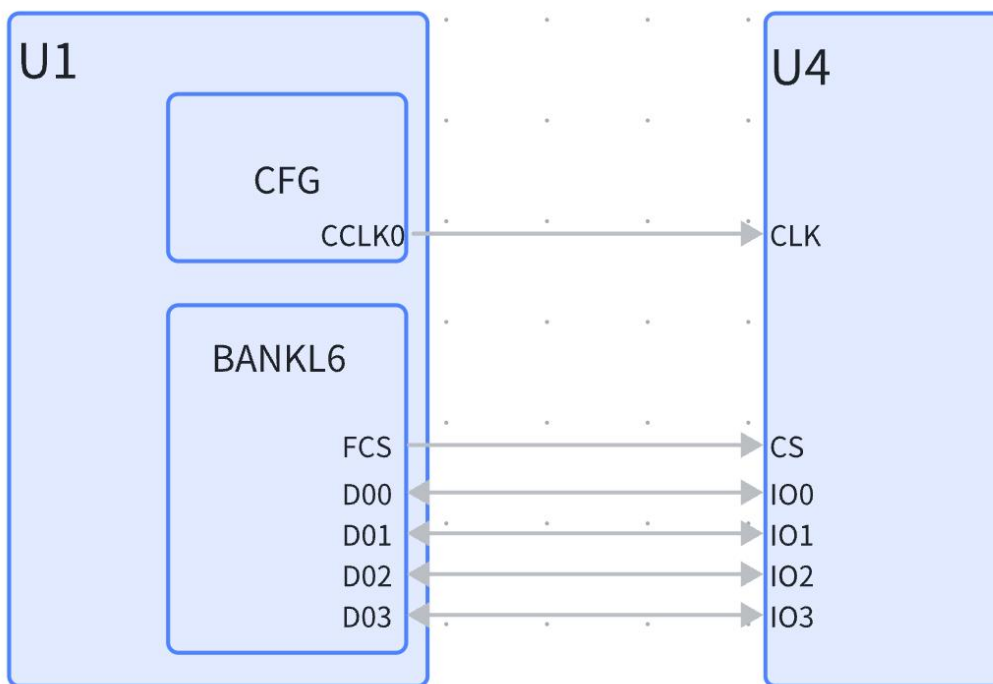 U1
U4
CFG
CCLK0
CLK
BANKL6
FCS
CS
D00
IO0
D01
IO1
D02
IO2
D03
IO3